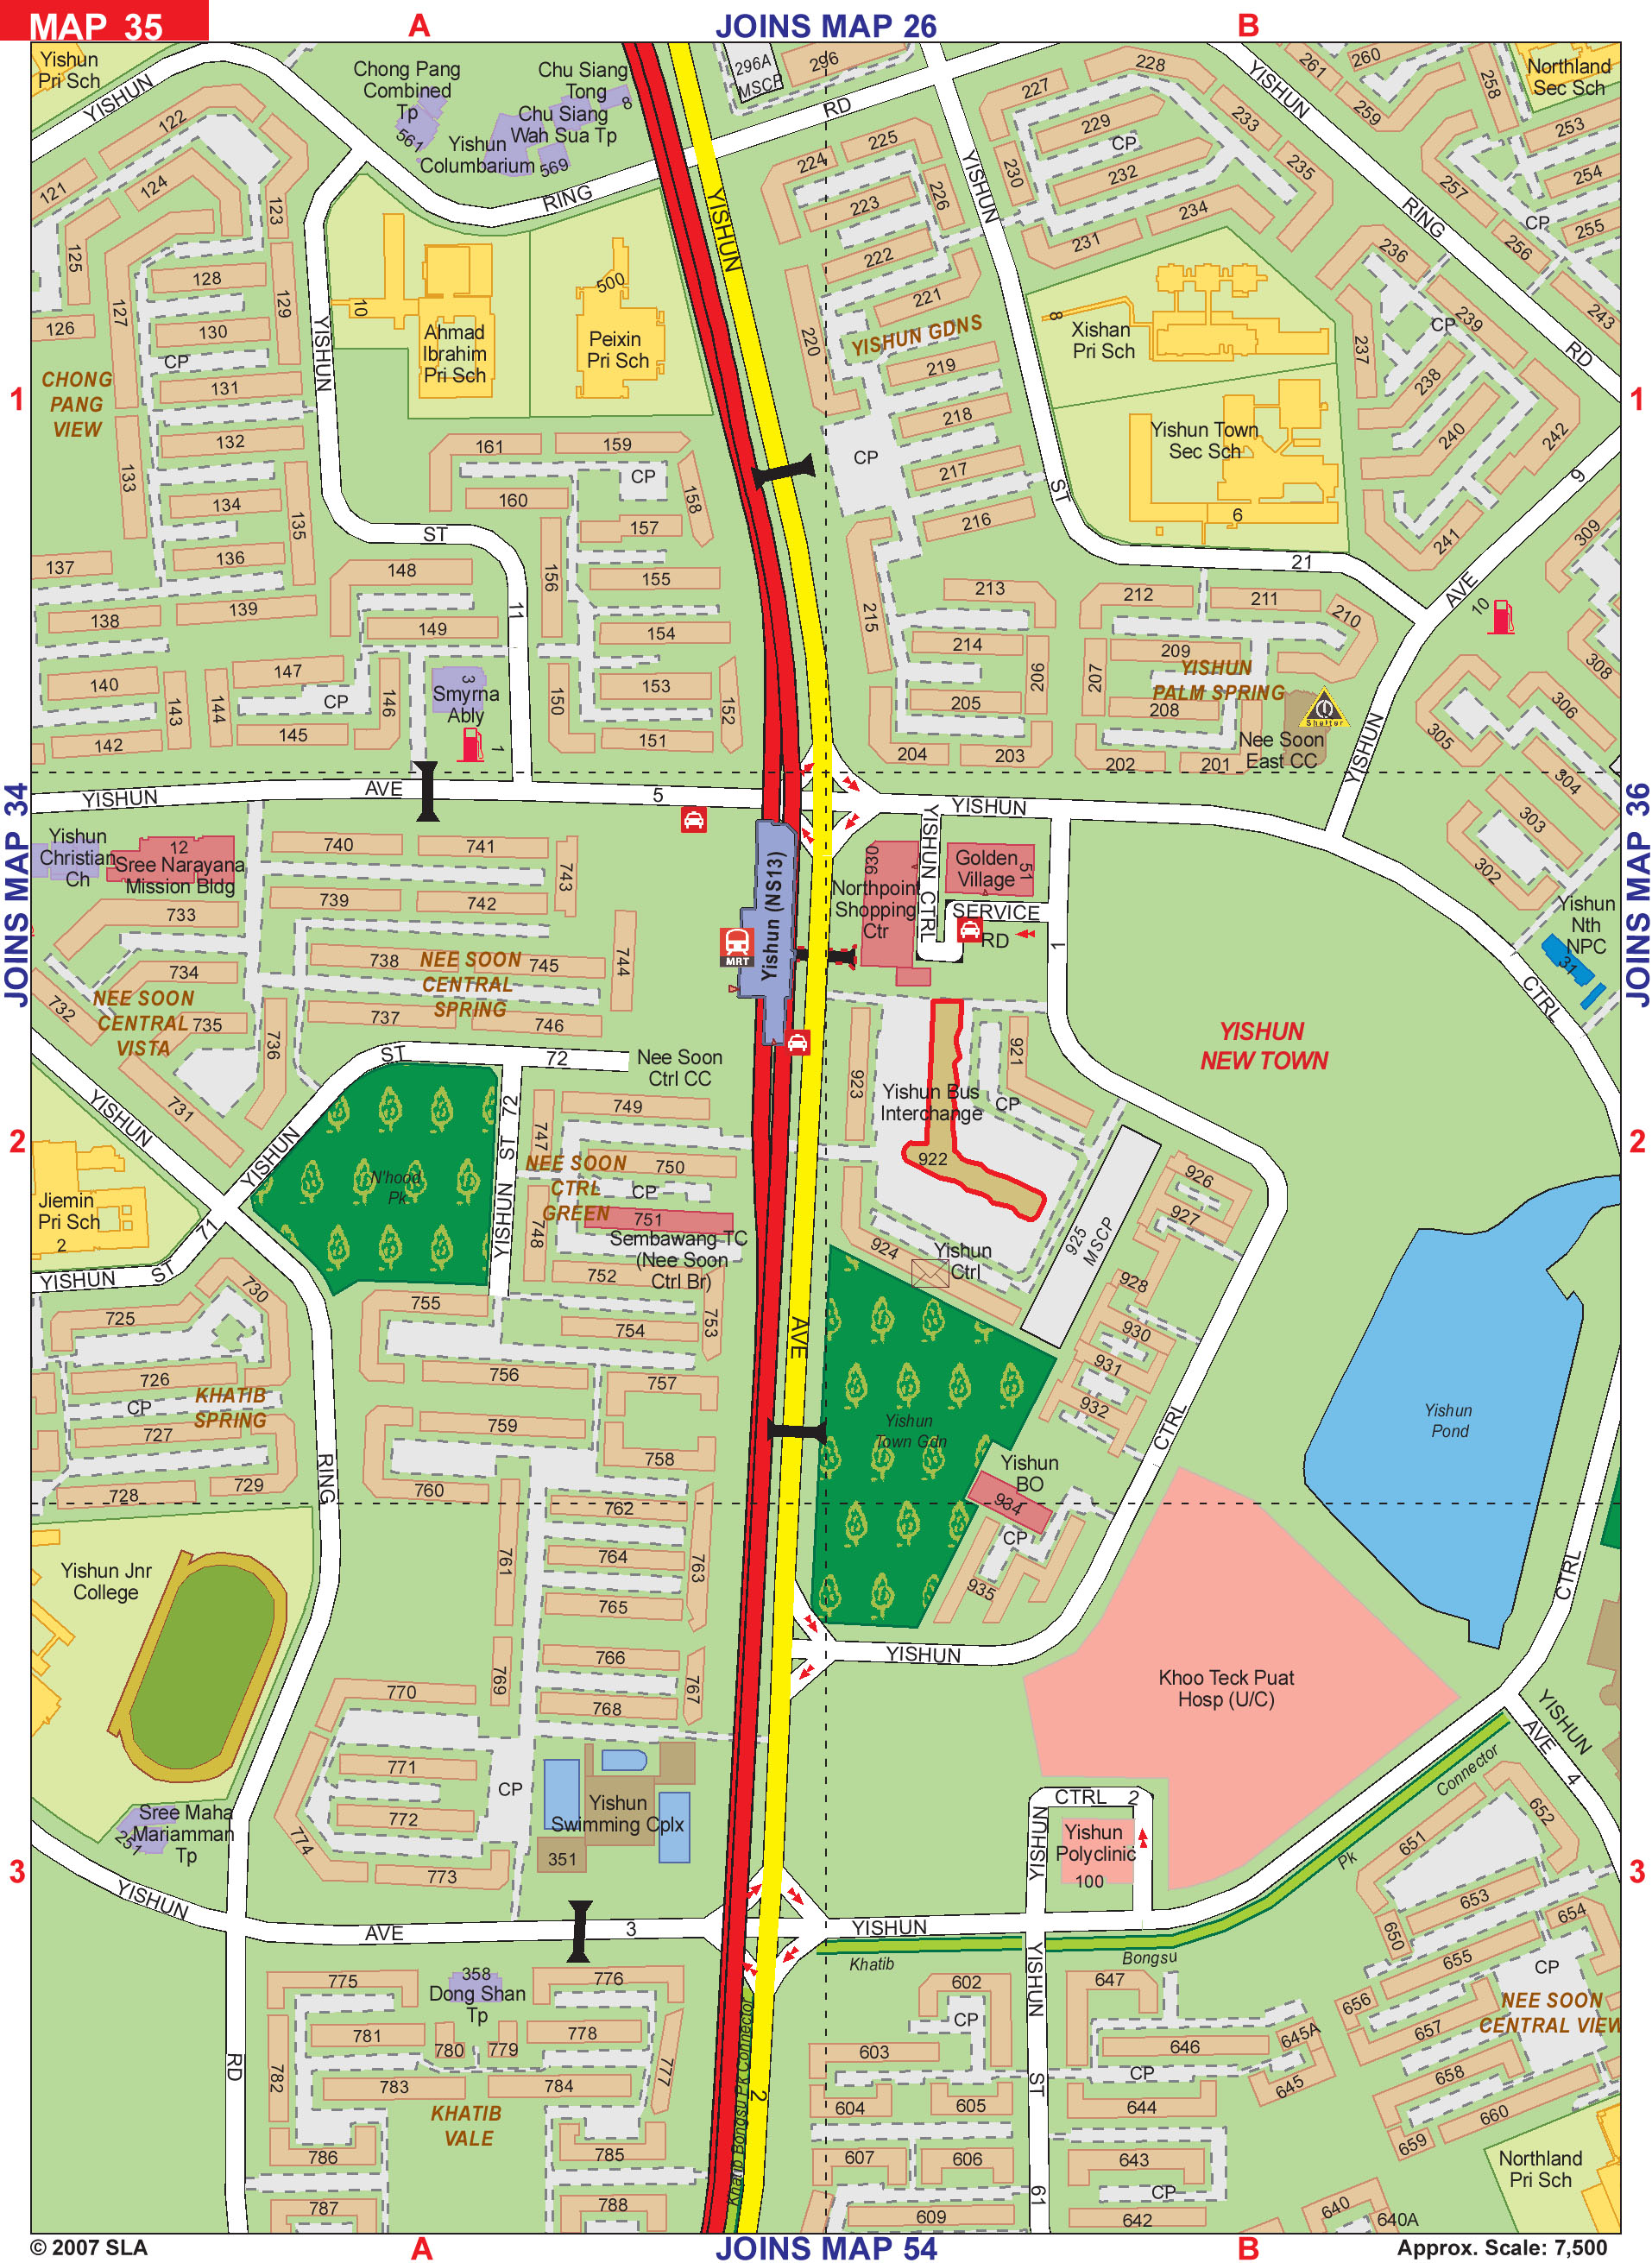 MAP 35
A
JOINS MAP 26
B
Yishun
Pri Sch
YISHUN
122
121
124
123
125
127
128
129
126
130
CP
131
CHONG
PANG
VIEW
132
133
134
135
136
137
138
139
140
142
143
144
145
146
147
CP
148
149
YISHUN
ST
11
Chong Pang
Combined
Tp
561
Chu Siang
Tong
8
Chu Siang
Wah Sua Tp
Yishun
Columbarium
569
RING
RD
296A
MSCP
296
10
Ahmad
Ibrahim
Pri Sch
500
Peixin
Pri Sch
161
159
160
CP
158
157
156
155
154
153
150
152
151
3
Smyrna
Ably
1
YISHUN
224
225
223
226
222
221
220
YISHUN GDNS
219
218
217
216
CP
215
213
214
205
206
204
203
YISHUN
ST
21
227
228
229
CP
230
232
233
235
234
231
8
Xishan
Pri Sch
Yishun Town
Sec Sch
6
YISHUN
RING
RD
261
260
259
258
Northland
Sec Sch
253
254
257
CP
255
256
236
239
243
CP
237
238
240
242
241
9
AVE
YISHUN
10
309
308
306
305
304
303
302
212
211
210
209
207
YISHUN
PALM SPRING
208
202
201
Shelter
Nee Soon
East CC
1
1
JOINS MAP 34
JOINS MAP 36
YISHUN
AVE
5
YISHUN
Yishun
Christian
Ch
12
Sree Narayana
Mission Bldg
740
741
743
739
742
733
734
738
745
744
NEE SOON
CENTRAL
SPRING
NEE SOON
CENTRAL
VISTA
732
735
736
737
746
731
ST
72
Nee Soon
Ctrl CC
Yishun (NS13)
MRT
930
Northpoint
Shopping
Ctr
YISHUN CTRL
Golden
Village
51
SERVICE
RD
1
Yishun
Nth
NPC
31
CTRL
YISHUN
NEW TOWN
923
921
Yishun Bus
Interchange
CP
922
924
Yishun
Ctrl
925
MSCP
926
927
928
930
931
932
YISHUN
N'hood
Pk
YISHUN ST 72
747
749
NEE SOON
CTRL
GREEN
750
CP
748
751
Sembawang TC
(Nee Soon
Ctrl Br)
752
753
754
Jiemin
Pri Sch
2
YISHUN
ST
71
YISHUN
2
2
730
725
726
CP
KHATIB
SPRING
727
728
729
RING
755
756
757
759
758
760
AVE
Yishun
Town Gdn
Yishun
BO
934
CP
935
CTRL
Yishun
Pond
CTRL
762
761
764
763
765
766
769
767
768
Yishun Jnr
College
770
771
772
774
773
CP
Yishun
Swimming Cplx
351
Sree Maha
Mariamman
Tp
251
YISHUN
Khoo Teck Puat
Hosp (U/C)
YISHUN
AVE 4
CTRL 2
YISHUN
Yishun
Polyclinic
100
Connector
Pk
3
3
YISHUN
AVE
3
YISHUN
Khatib
Bongsu
652
651
653
654
650
655
CP
656
657
NEE SOON
CENTRAL VIEW
658
660
659
775
358
Dong Shan
Tp
776
781
780
779
778
782
783
784
777
KHATIB
VALE
786
785
787
788
RD
Khatib Bongsu Pk Connector
2
602
CP
603
604
605
607
606
609
YISHUN
ST
61
647
646
645A
645
CP
644
643
CP
642
640
640A
Northland
Pri Sch
© 2007 SLA
A
JOINS MAP 54
B
Approx. Scale: 7,500